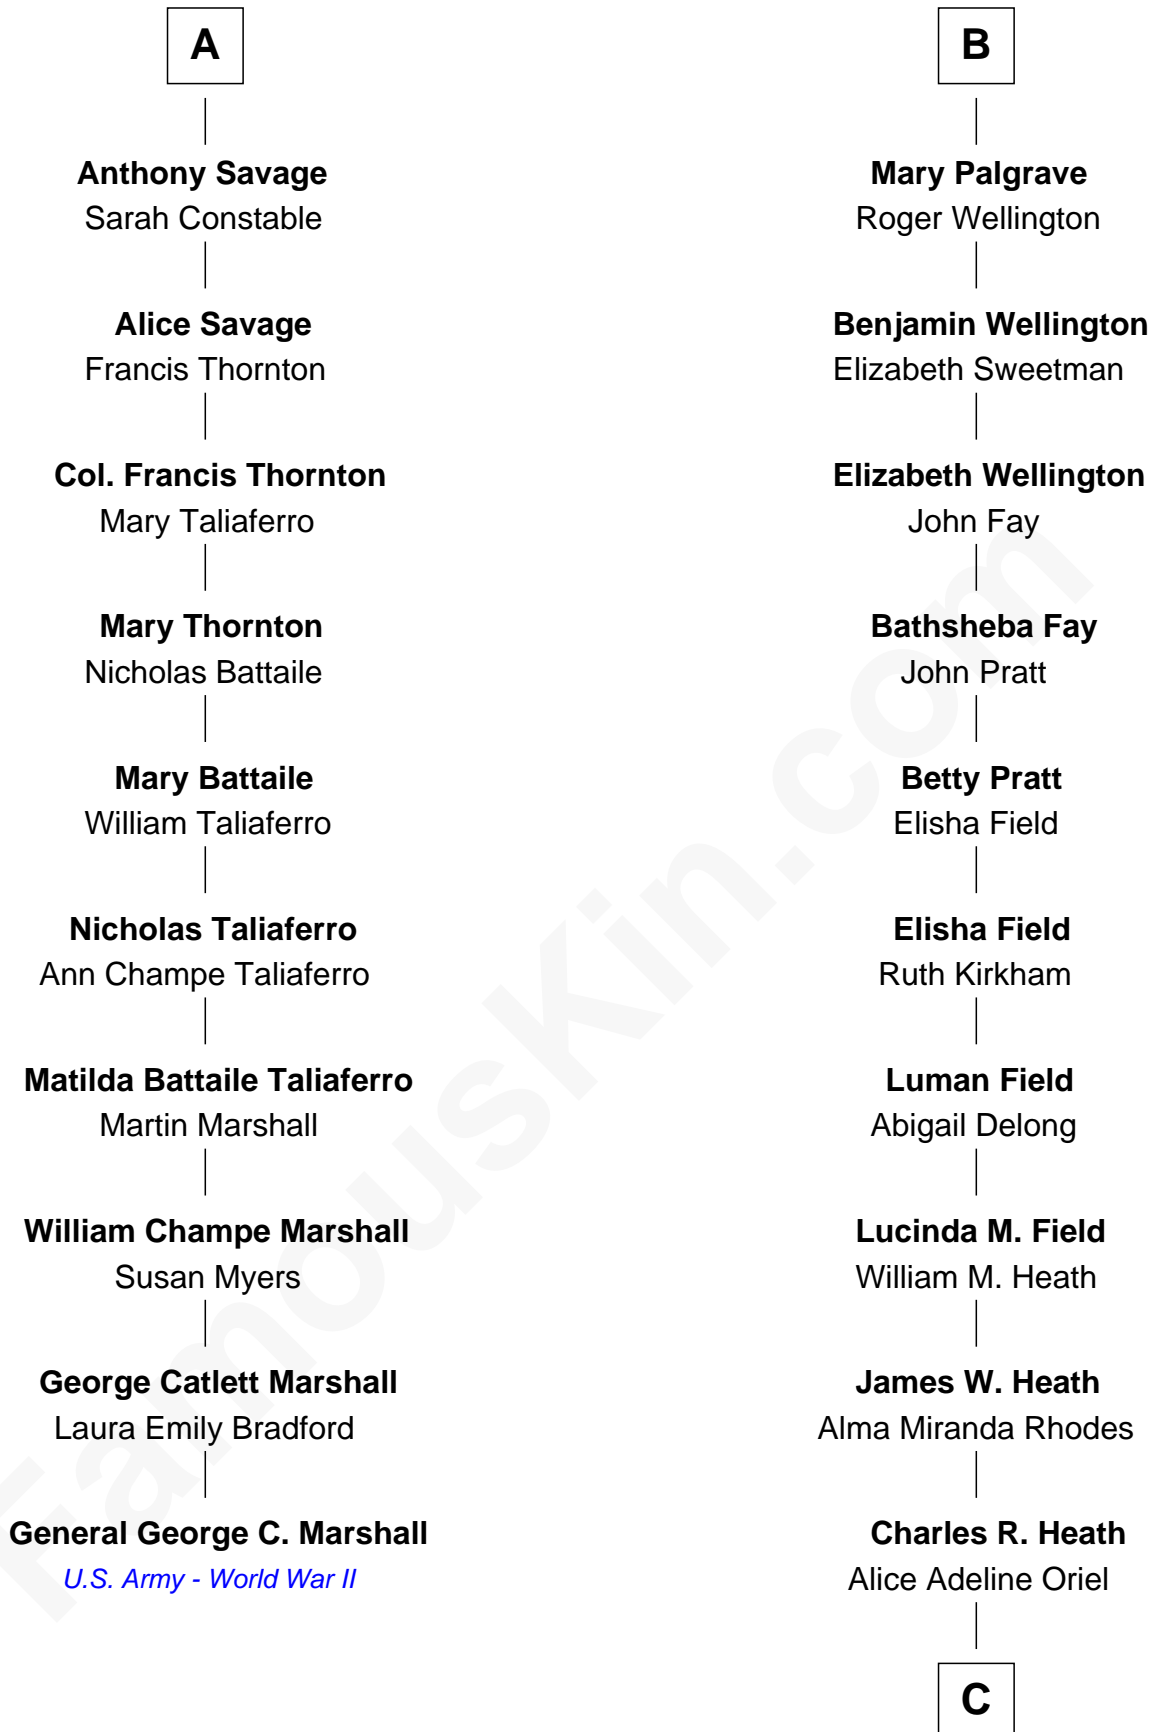 A
Anthony Savage
Sarah Constable
Alice Savage
Francis Thornton
Col. Francis Thornton
Mary Taliaferro
Mary Thornton
Nicholas Battaile
Mary Battaile
William Taliaferro
Nicholas Taliaferro
Ann Champe Taliaferro
Matilda Battaile Taliaferro
Martin Marshall
William Champe Marshall
Susan Myers
George Catlett Marshall
Laura Emily Bradford
General George C. Marshall
U.S. Army - World War II
B
Mary Palgrave
Roger Wellington
Benjamin Wellington
Elizabeth Sweetman
Elizabeth Wellington
John Fay
Bathsheba Fay
John Pratt
Betty Pratt
Elisha Field
Elisha Field
Ruth Kirkham
Luman Field
Abigail Delong
Lucinda M. Field
William M. Heath
James W. Heath
Alma Miranda Rhodes
Charles R. Heath
Alice Adeline Oriel
C
FamousKin.com